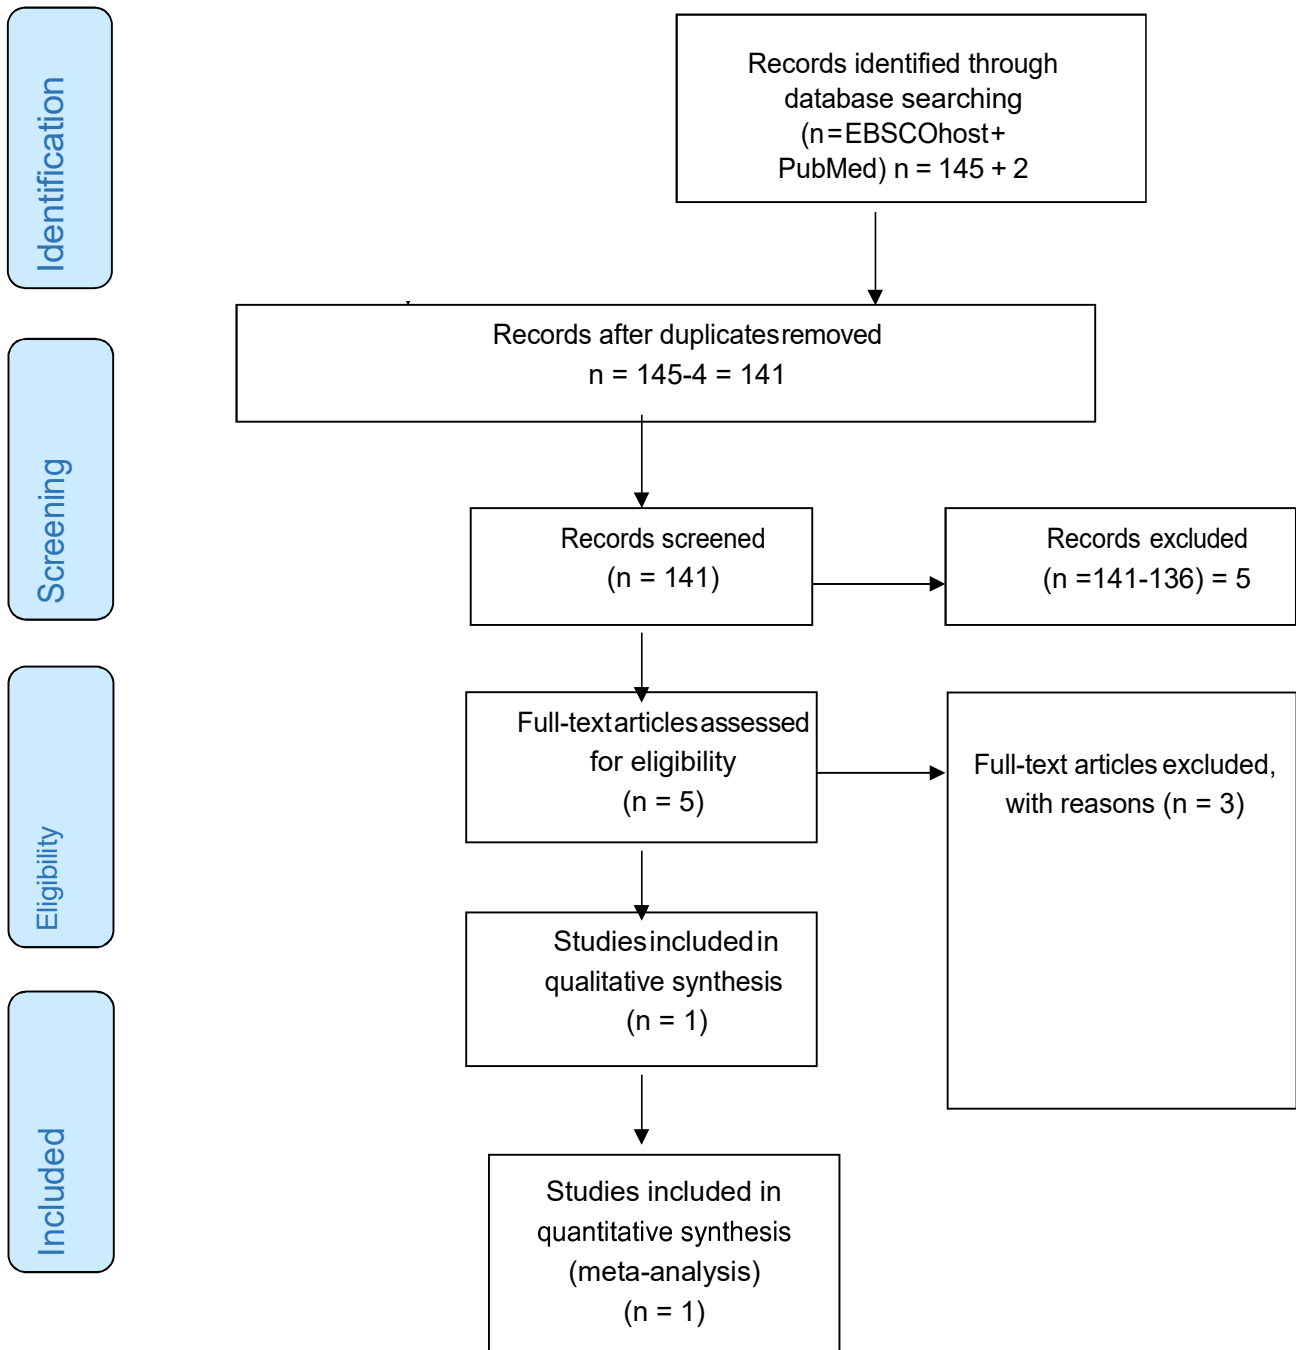 Identification
Records identified through
database searching
(n=EBSCOhost+
PubMed) n = 145 + 2
Records after duplicates removed
n = 145-4 = 141
Screening
Records screened
(n = 141)
Records excluded
(n =141-136) = 5
Eligibility
Full-text articles assessed
for eligibility
(n = 5)
Full-text articles excluded,
with reasons (n = 3)
Studies included in
qualitative synthesis
(n = 1)
Included
Studies included in
quantitative synthesis
(meta-analysis)
(n = 1)